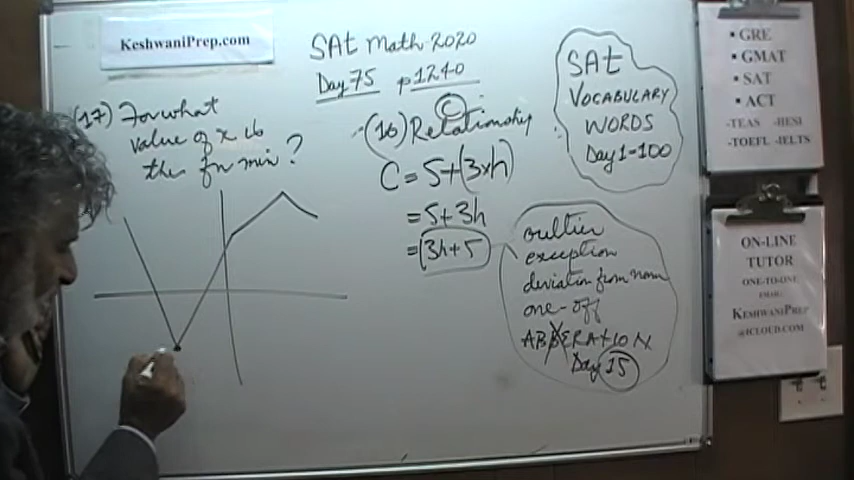 KeshwaniPrep.com
SAt Math 2020
Day 75 p1240
(17) For what
value of x is
the fn min?
(16) Relationship
C
C = 5+(3xh)
= 5+3h
= 3h+5
SAt
VOCABULARY
WORDS
Day 1-100
outlier
exception
deviation from norm
one-off
ABBERATION
Day 15
▪ GRE
▪ GMAT
▪ SAT
▪ ACT
-TEAS -HESI
-TOEFL -IELTS
ON-LINE
TUTOR
ONE-TO-ONE
EMAIL:
KESHWANIPREP
@ICLOUD.COM